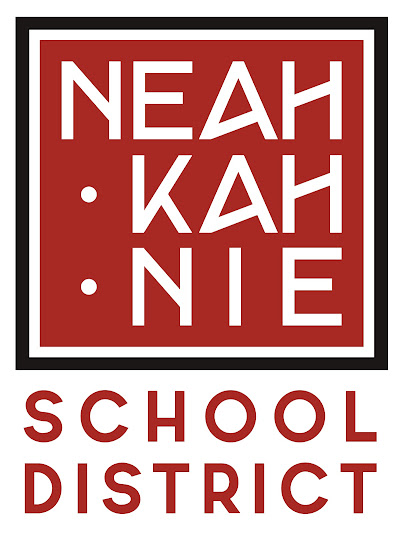 NEAH
·KAH
·NIE
SCHOOL
DISTRICT